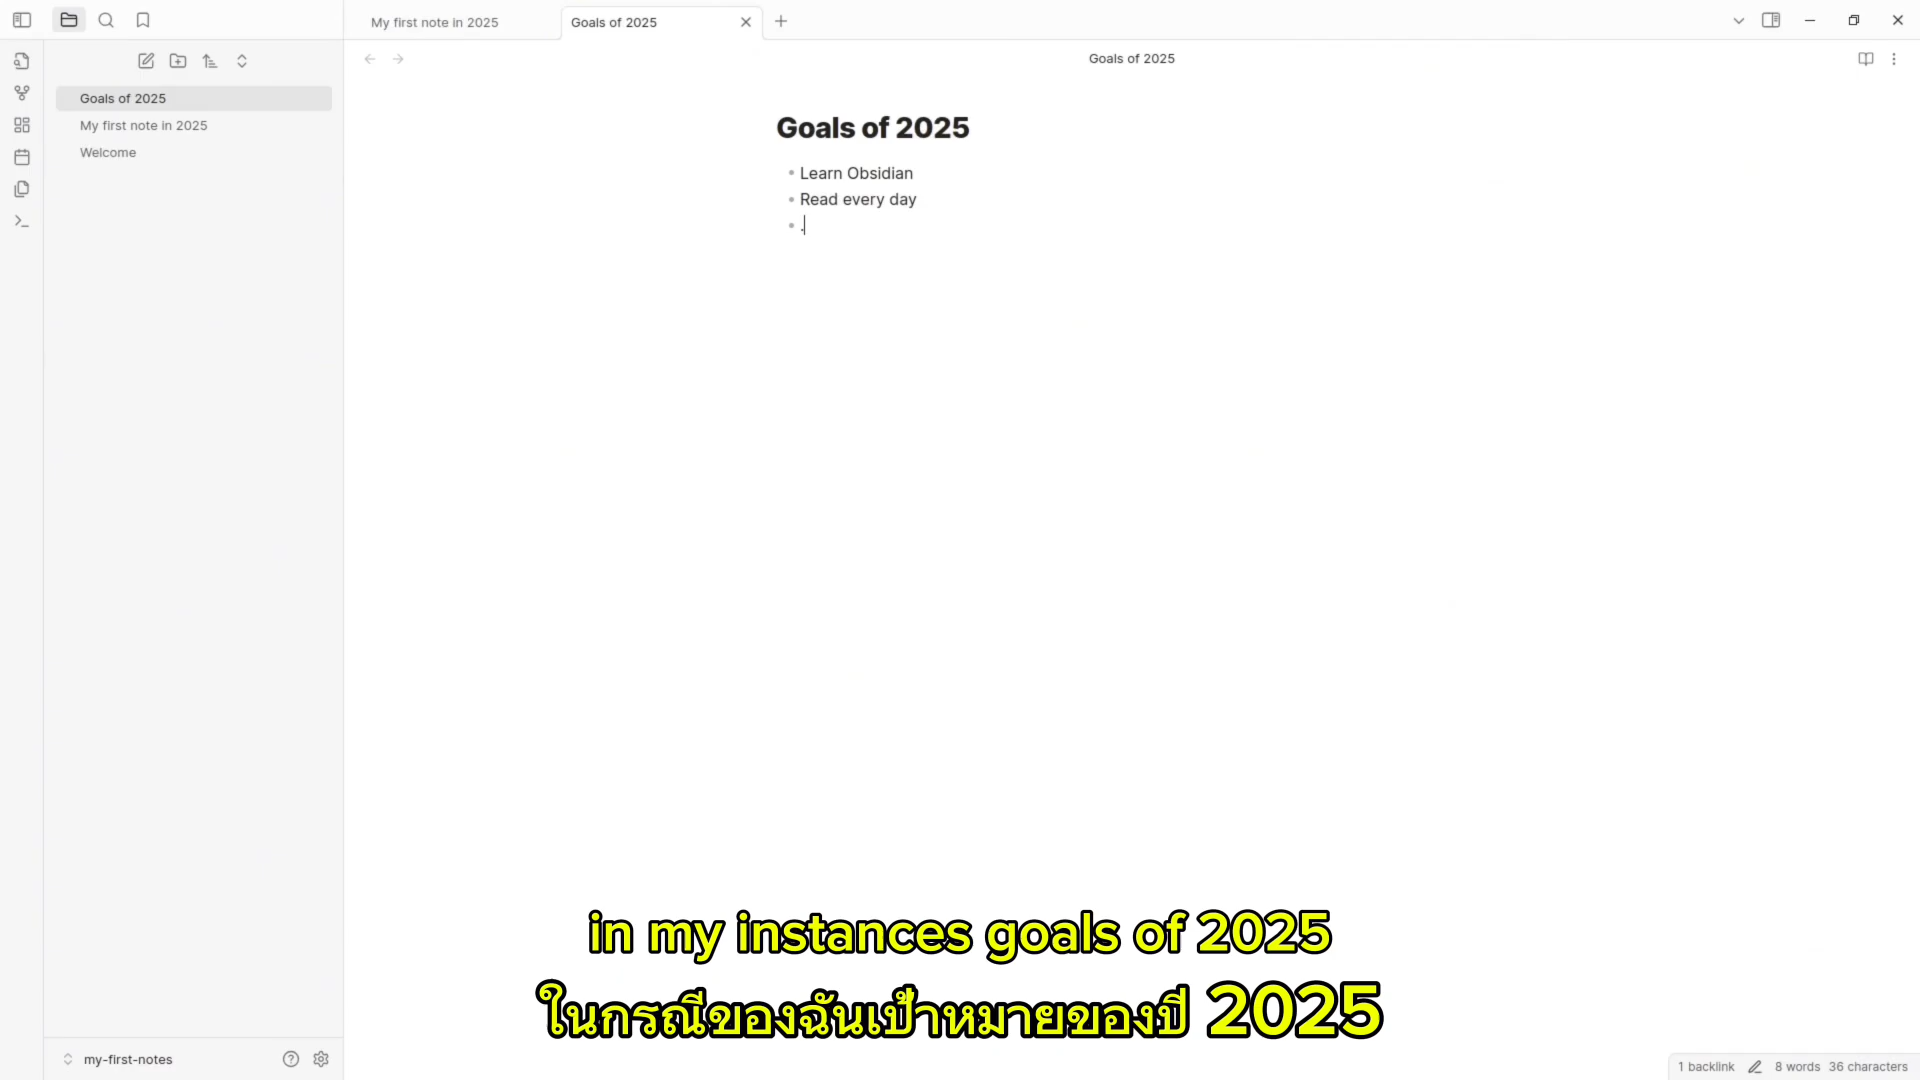 My first note in 2025
Goals of 2025
Goals of 2025
Goals of 2025
My first note in 2025
Welcome
Goals of 2025
Learn Obsidian
Read every day
.
in my instances goals of 2025
ในกรณีของฉันเป้าหมายของปี 2025
my-first-notes
1 backlink 8 words 36 characters